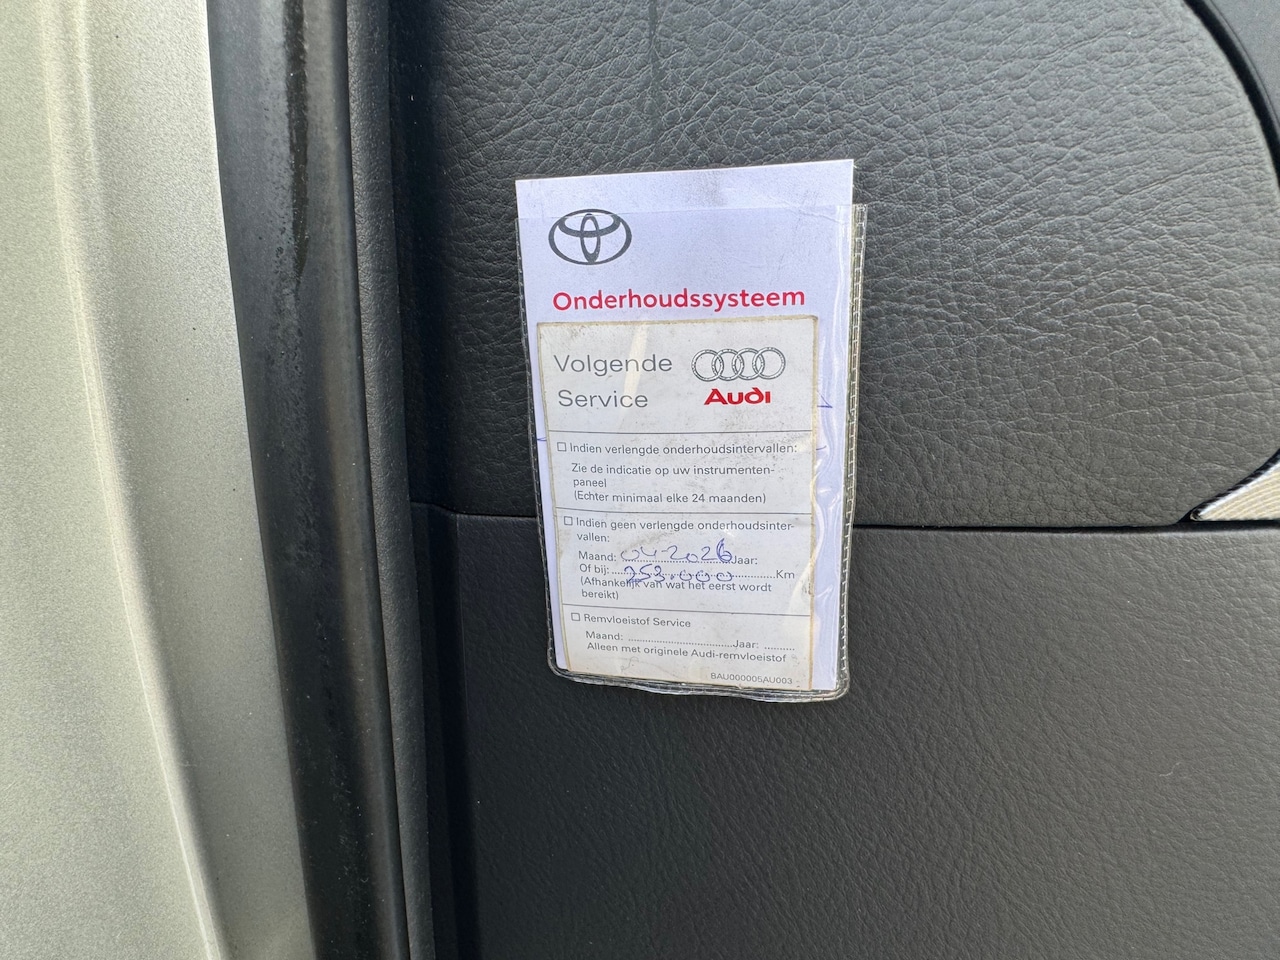 Onderhoudssysteem
Volgende
Service
Audi
Indien verlengde onderhoudsintervallen:
Zie de indicatie op uw instrumenten-
paneel
(Echter minimaal elke 24 maanden)
Indien geen verlengde onderhoudsinter-
vallen:
Maand: 04-2026 Jaar:
Of bij: 253.000 Km
(Afhankelijk van wat het eerst wordt
bereikt)
Remvloeistof Service
Maand: ........................Jaar: ..........
Alleen met originele Audi-remvloeistof
BAU000005AU003